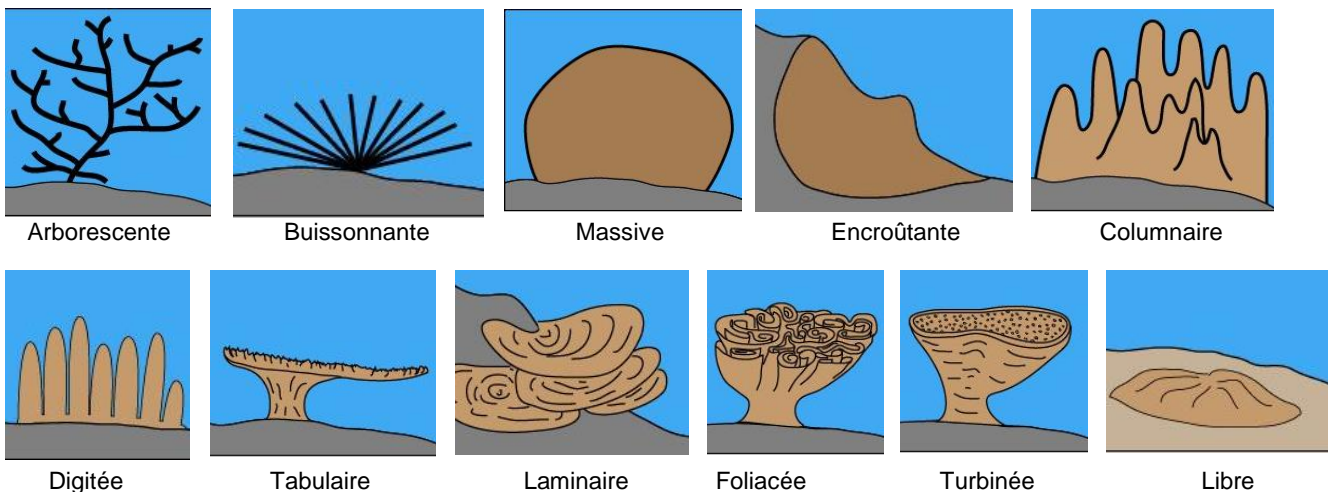 Arborescente Buissonnante Massive Encroûtante Columnaire
Digitée Tabulaire Laminaire Foliacée Turbinée Libre